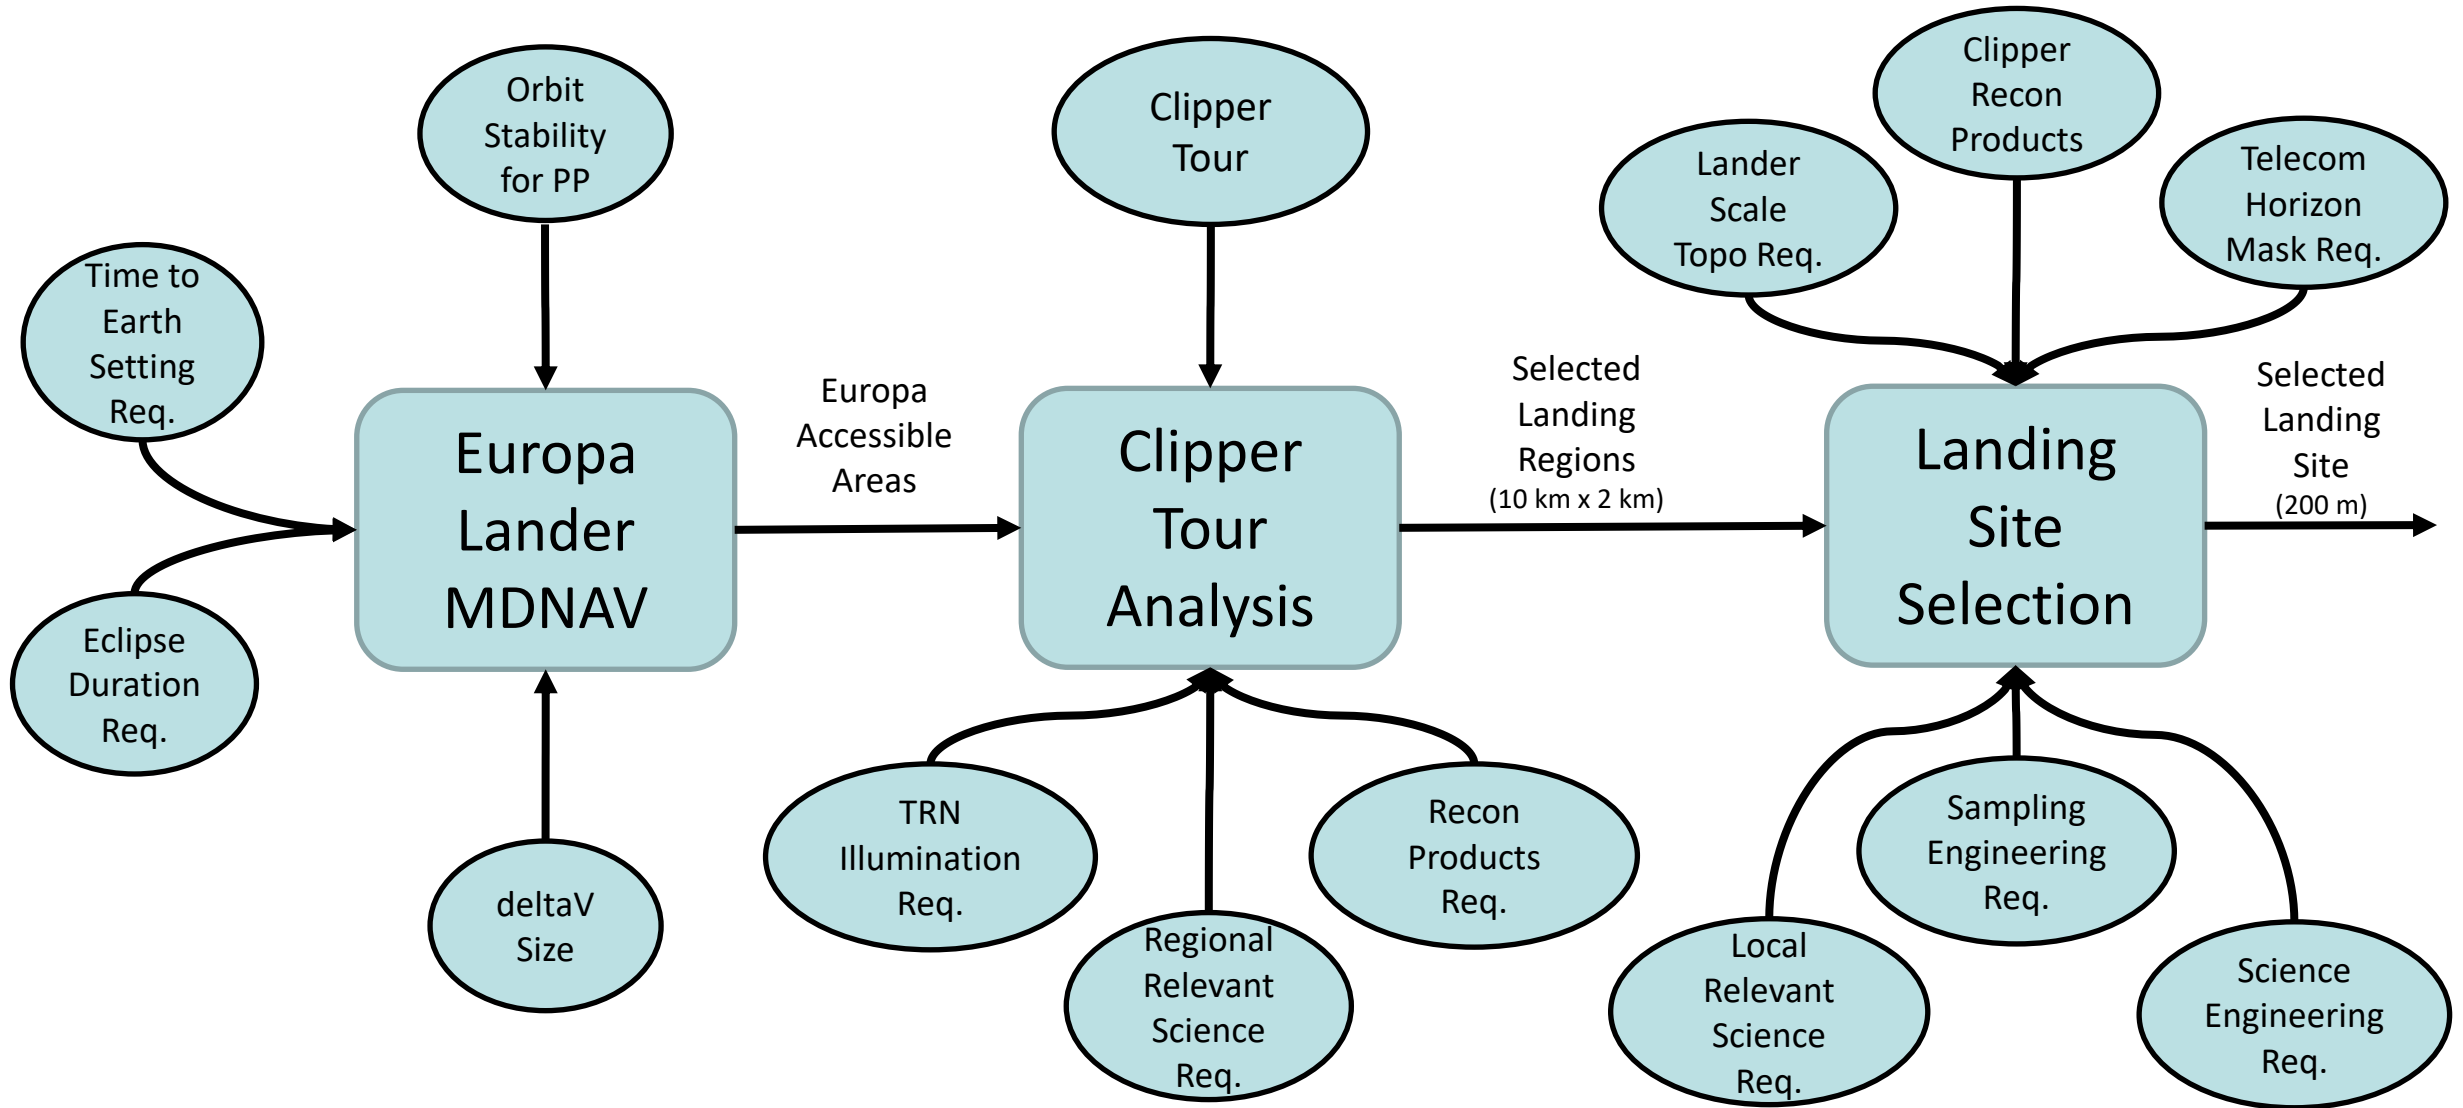 Orbit
Stability
for PP
Clipper
Tour
Clipper
Recon
Products
Lander
Scale
Topo Req.
Telecom
Horizon
Mask Req.
Time to
Earth
Setting
Req.
Eclipse
Duration
Req.
Europa
Lander
MDNAV
Europa
Accessible
Areas
Clipper
Tour
Analysis
Selected
Landing
Regions
(10 km x 2 km)
Landing
Site
Selection
Selected
Landing
Site
(200 m)
deltaV
Size
TRN
Illumination
Req.
Regional
Relevant
Science
Req.
Recon
Products
Req.
Local
Relevant
Science
Req.
Sampling
Engineering
Req.
Science
Engineering
Req.